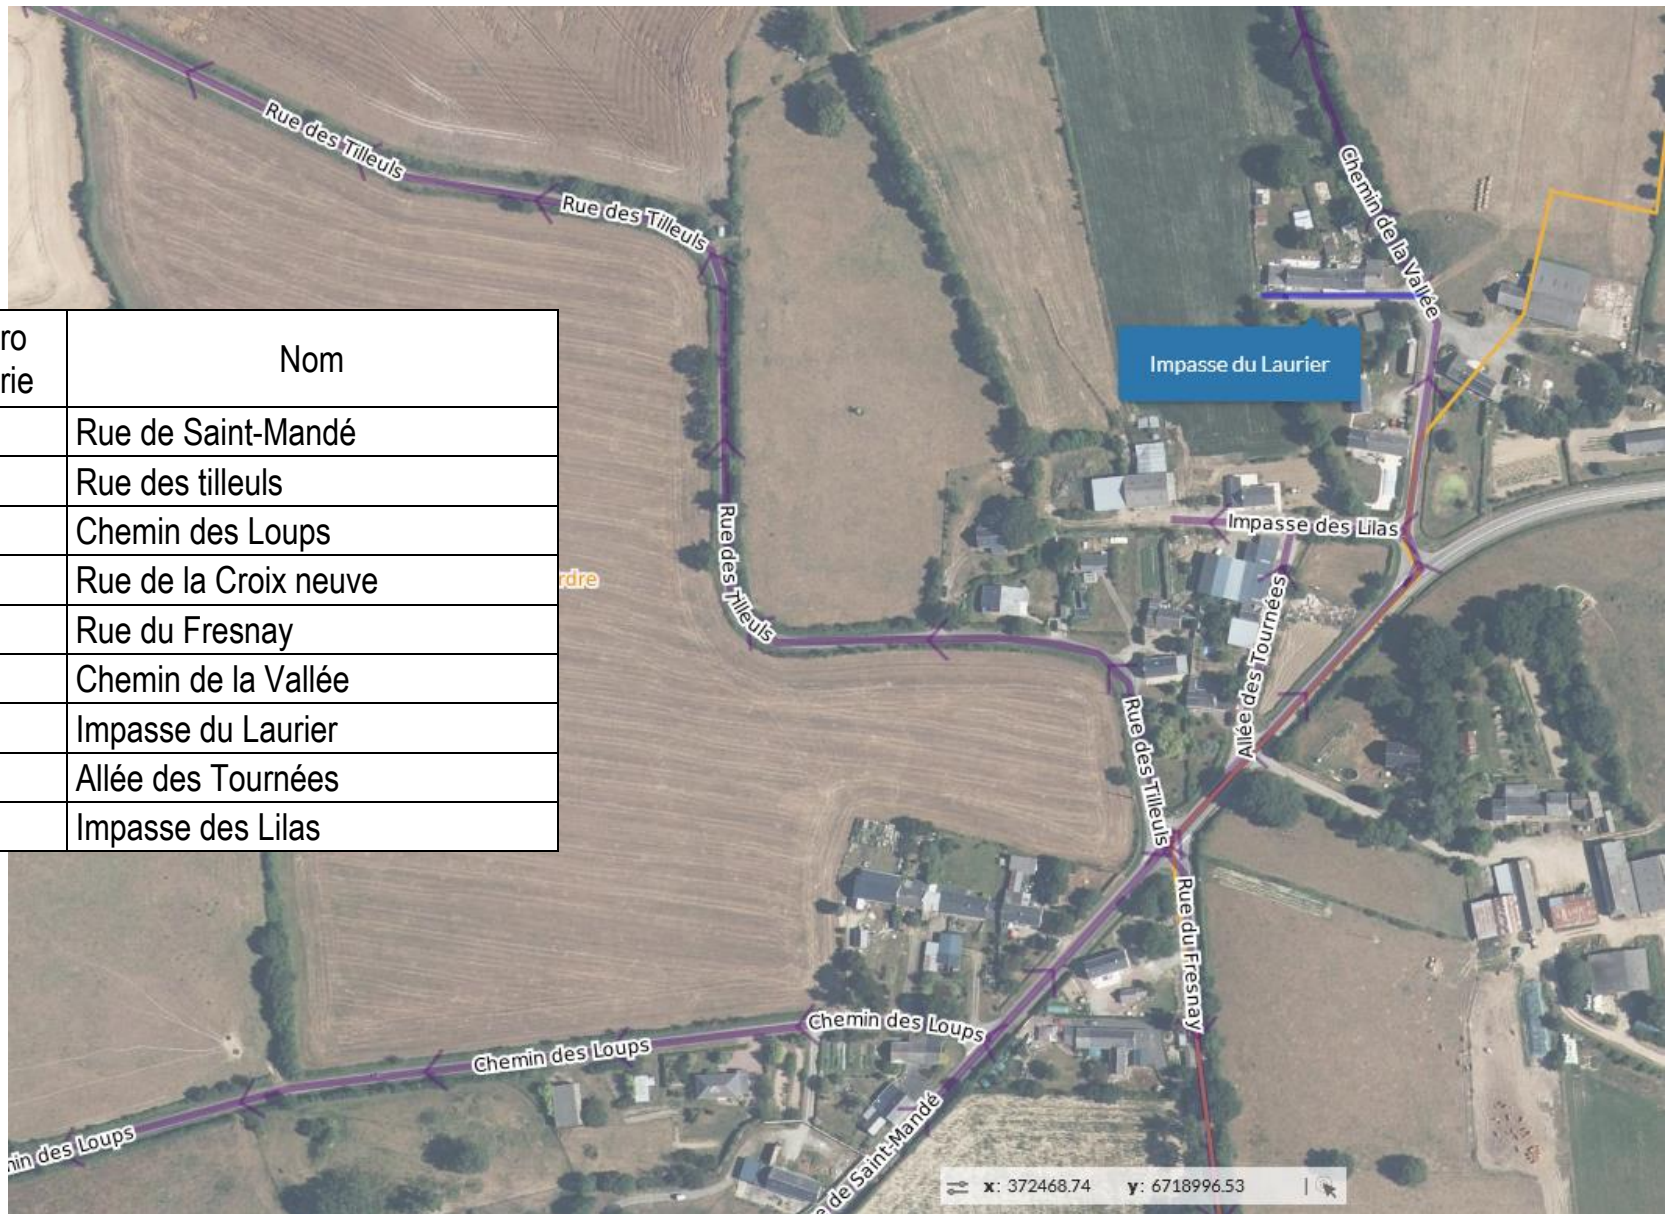 Rue des Tilleuls
Rue des Tilleuls
Chemin de la Vallée
Impasse du Laurier
ro
rie
Nom
Rue de Saint-Mandé
Rue des tilleuls
Chemin des Loups
Rue de la Croix neuve
Rue du Fresnay
Chemin de la Vallée
Impasse du Laurier
Allée des Tournées
Impasse des Lilas
rdre
Rue des Tilleuls
Impasse des Lilas
Allée des Tournées
Rue des Tilleuls
Rue du Fresnay
Chemin des Loups
Chemin des Loups
min des Loups
e de Saint-Mandé
x: 372468.74 y: 6718996.53